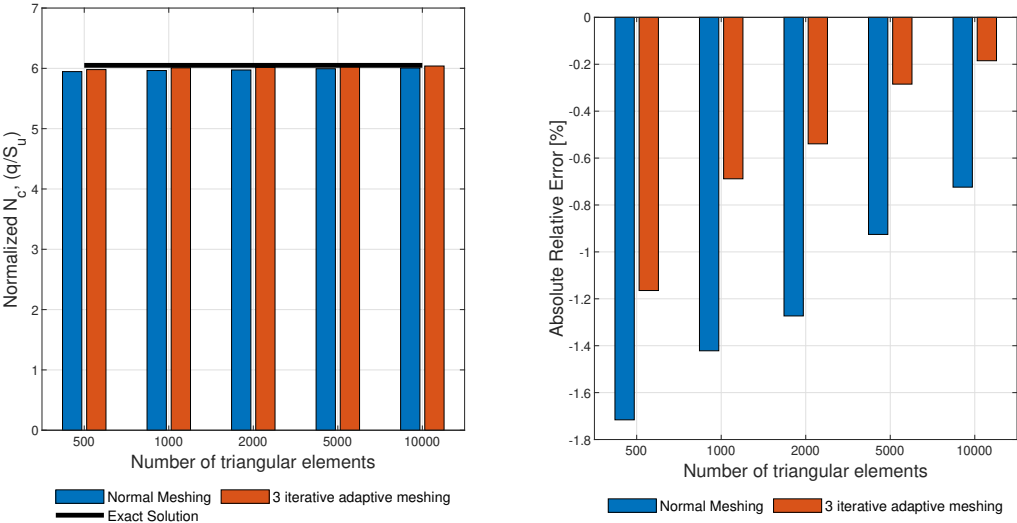 7
6
5
4
3
2
1
0
Normalized N_c, (q/S_u)
500 1000 2000 5000 10000
Number of triangular elements
Normal Meshing 3 iterative adaptive meshing
Exact Solution
0
-0.2
-0.4
-0.6
-0.8
-1
-1.2
-1.4
-1.6
-1.8
Absolute Relative Error [%]
500 1000 2000 5000 10000
Number of triangular elements
Normal Meshing 3 iterative adaptive meshing